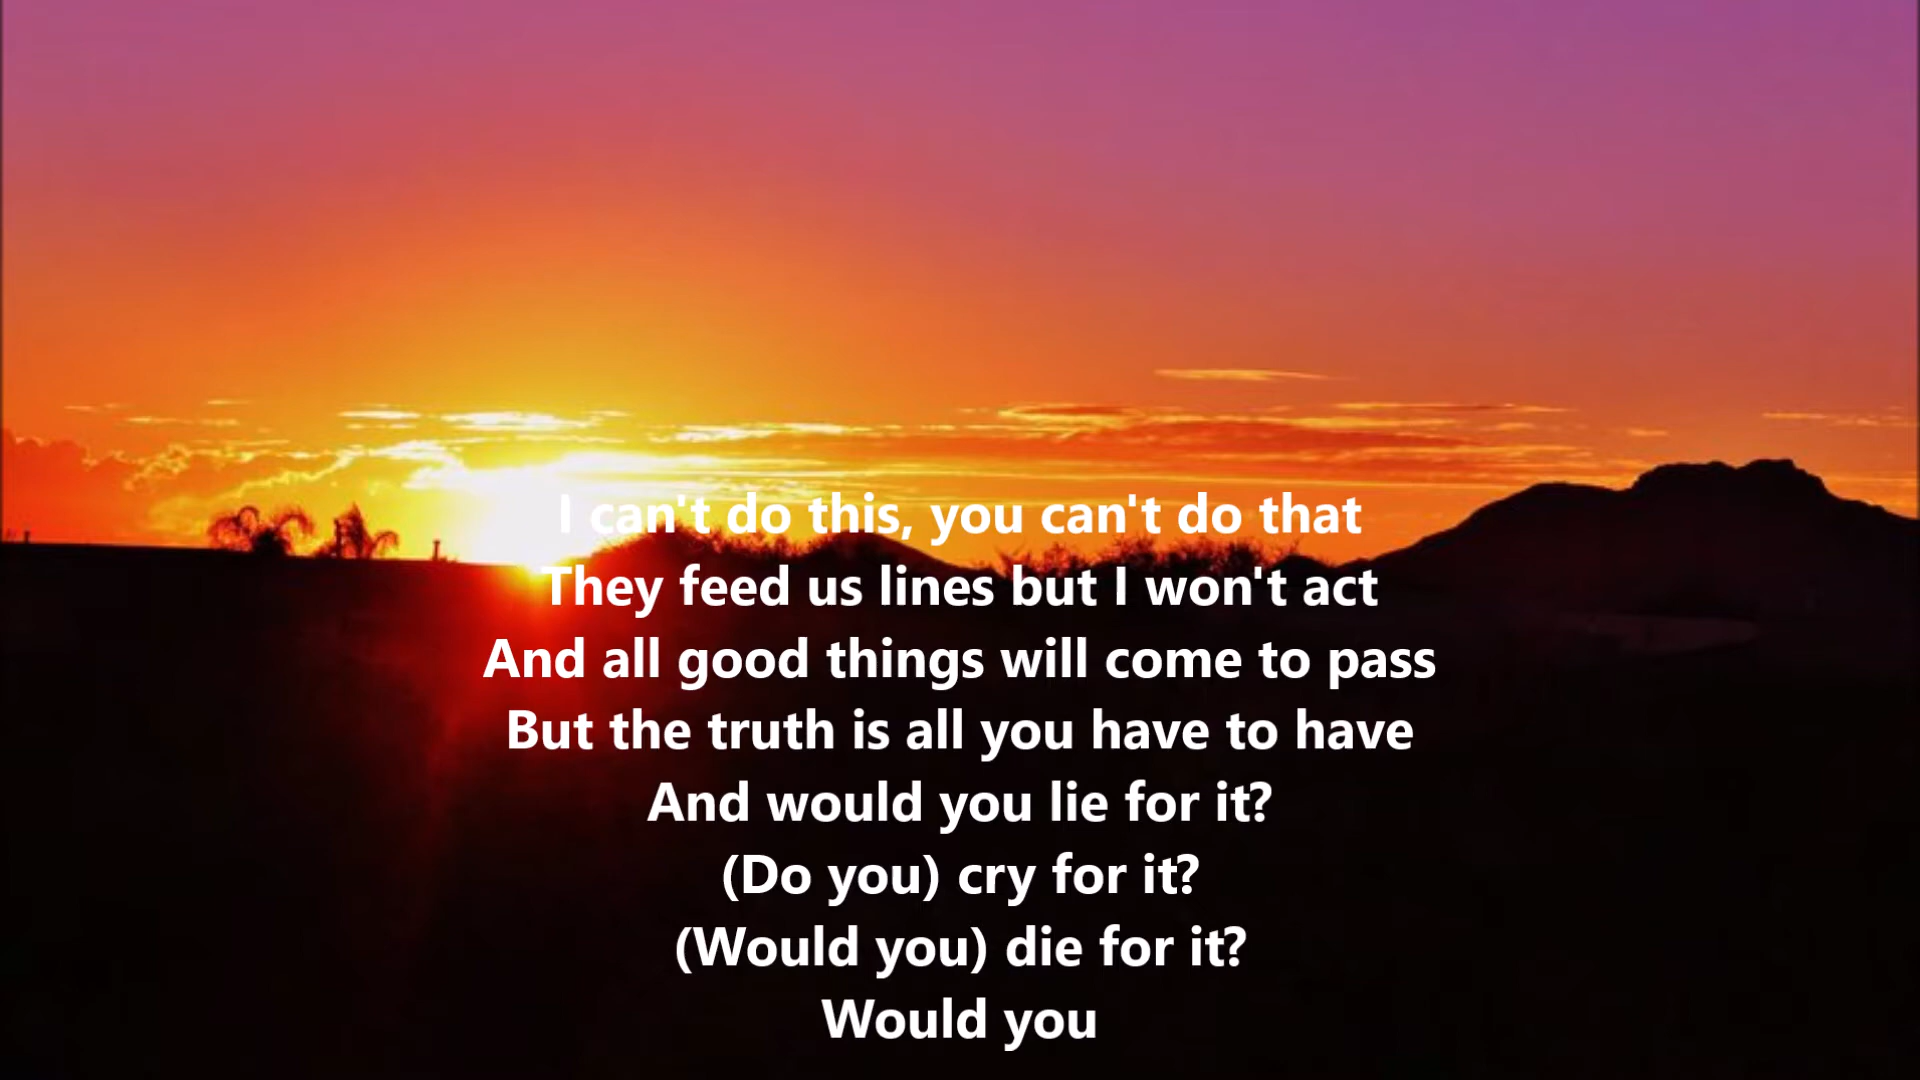 I can't do this, you can't do that
They feed us lines but I won't act
And all good things will come to pass
But the truth is all you have to have
And would you lie for it?
(Do you) cry for it?
(Would you) die for it?
Would you